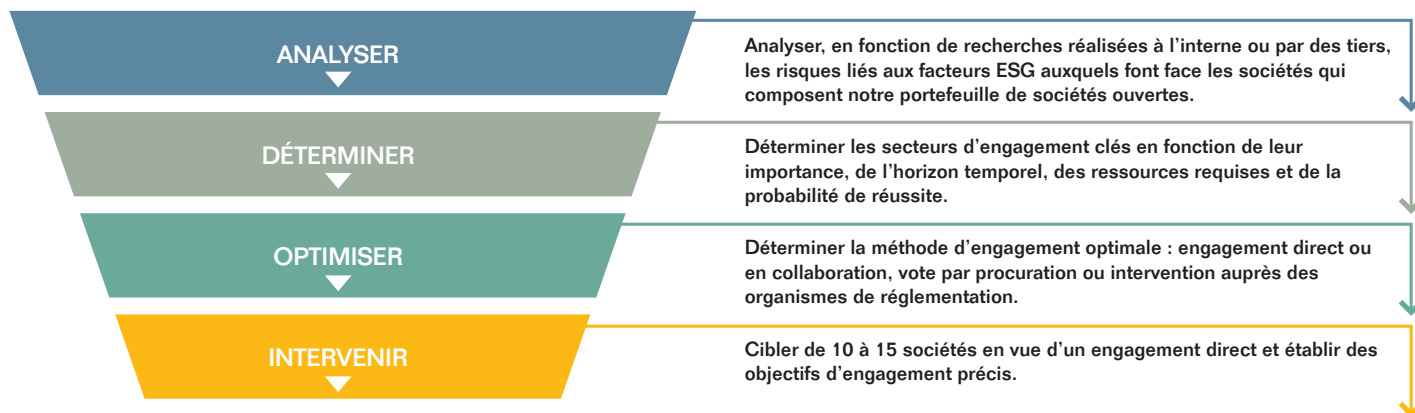 ANALYSER
Analyser, en fonction de recherches réalisées à l’interne ou par des tiers,
les risques liés aux facteurs ESG auxquels font face les sociétés qui
composent notre portefeuille de sociétés ouvertes.
DÉTERMINER
Déterminer les secteurs d’engagement clés en fonction de leur
importance, de l’horizon temporel, des ressources requises et de la
probabilité de réussite.
OPTIMISER
Déterminer la méthode d’engagement optimale : engagement direct ou
en collaboration, vote par procuration ou intervention auprès des
organismes de réglementation.
INTERVENIR
Cibler de 10 à 15 sociétés en vue d’un engagement direct et établir des
objectifs d’engagement précis.